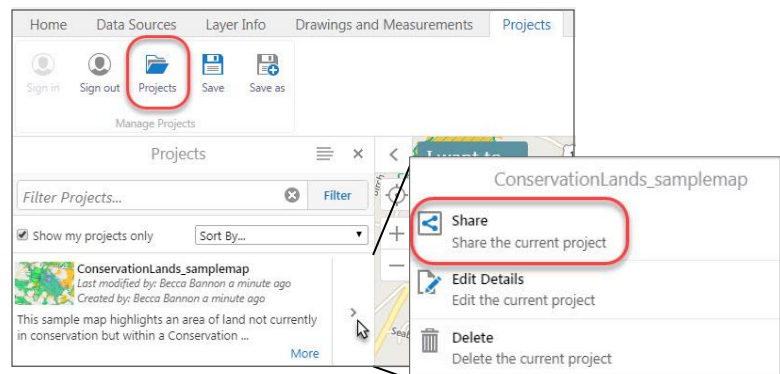 Home Data Sources Layer Info Drawings and Measurements Projects
Sign in Sign out Projects Save Save as
Manage Projects
Projects
Filter Projects... Filter
Show my projects only Sort By...
ConservationLands_samplemap
Last modified by: Becca Bannon a minute ago
Created by: Becca Bannon a minute ago
This sample map highlights an area of land not currently
in conservation but within a Conservation ...
More
I want to
ConservationLands_samplemap
Share
Share the current project
Edit Details
Edit the current project
Delete
Delete the current project